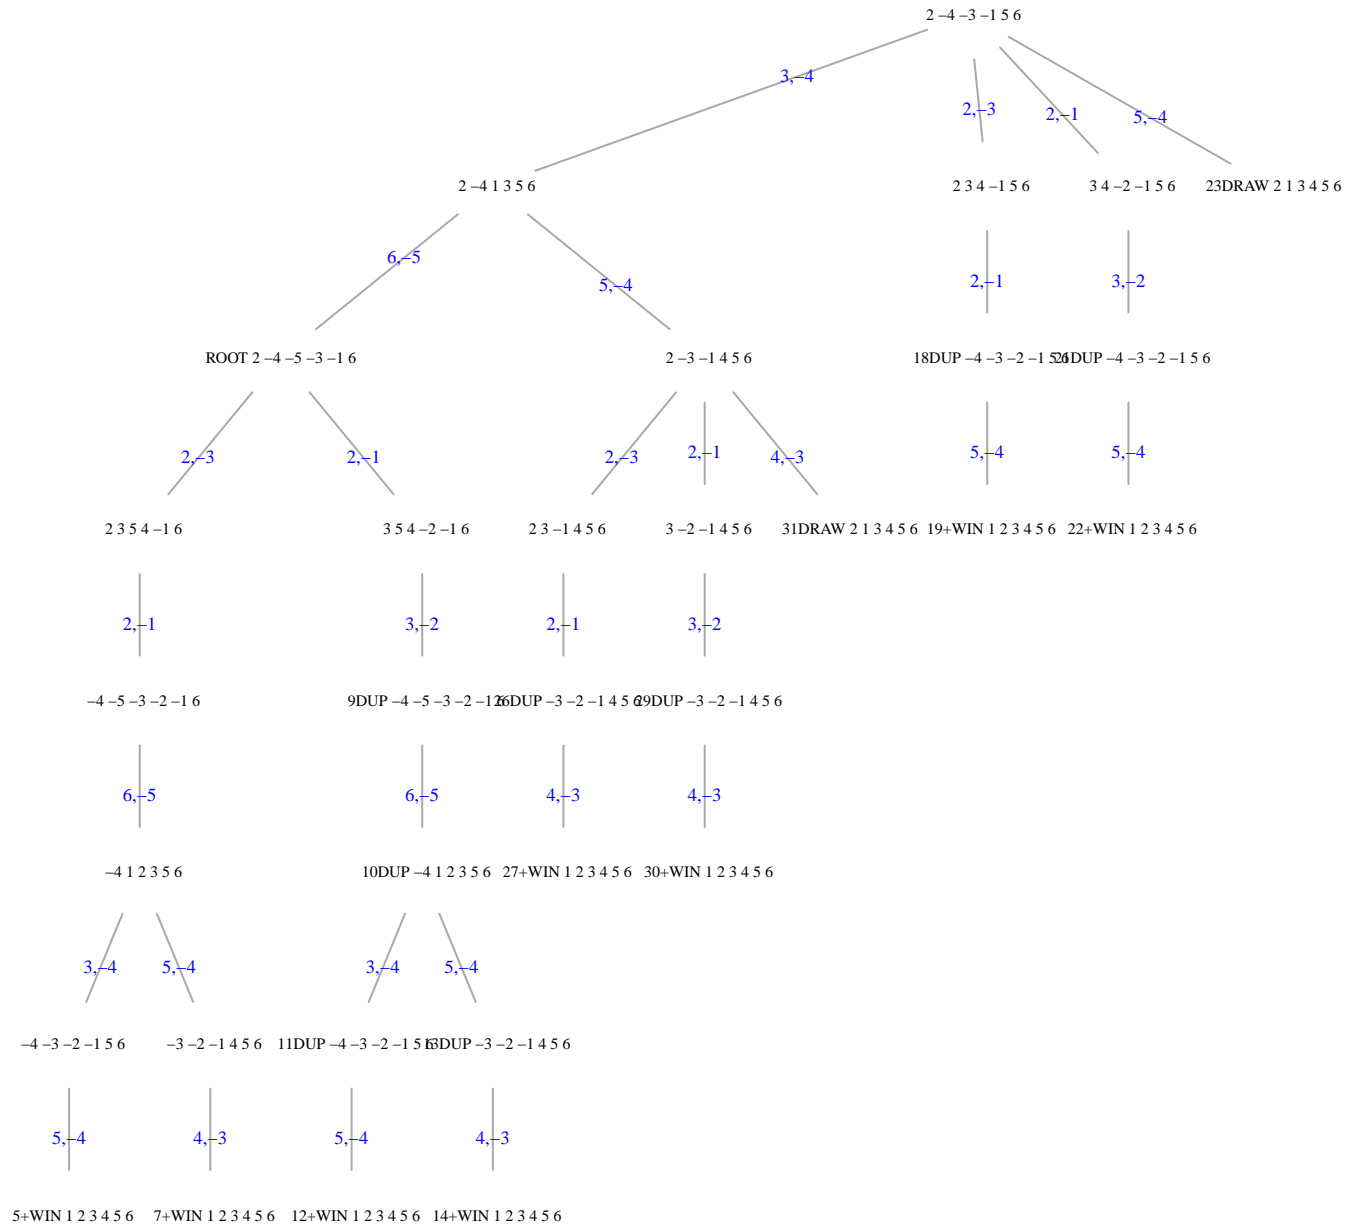 2 –4 –3 –1 5 6
3,–4
2,–3
2,–1
5,–4
2 –4 1 3 5 6
2 3 4 –1 5 6
3 4 –2 –1 5 6
23DRAW 2 1 3 4 5 6
6,–5
5,–4
2,–1
3,–2
ROOT 2 –4 –5 –3 –1 6
2 –3 –1 4 5 6
18DUP –4 –3 –2 –1 5 6
21DUP –4 –3 –2 –1 5 6
2,–3
2,–1
2,–3
2,–1
4,–3
5,–4
5,–4
2 3 5 4 –1 6
3 5 4 –2 –1 6
2 3 –1 4 5 6
3 –2 –1 4 5 6
31DRAW 2 1 3 4 5 6
19+WIN 1 2 3 4 5 6
22+WIN 1 2 3 4 5 6
2,–1
3,–2
2,–1
3,–2
–4 –5 –3 –2 –1 6
9DUP –4 –5 –3 –2 –1 6
26DUP –3 –2 –1 4 5 6
29DUP –3 –2 –1 4 5 6
6,–5
6,–5
4,–3
4,–3
–4 1 2 3 5 6
10DUP –4 1 2 3 5 6
27+WIN 1 2 3 4 5 6
30+WIN 1 2 3 4 5 6
3,–4
5,–4
3,–4
5,–4
–4 –3 –2 –1 5 6
–3 –2 –1 4 5 6
11DUP –4 –3 –2 –1 5 6
13DUP –3 –2 –1 4 5 6
5,–4
4,–3
5,–4
4,–3
5+WIN 1 2 3 4 5 6
7+WIN 1 2 3 4 5 6
12+WIN 1 2 3 4 5 6
14+WIN 1 2 3 4 5 6